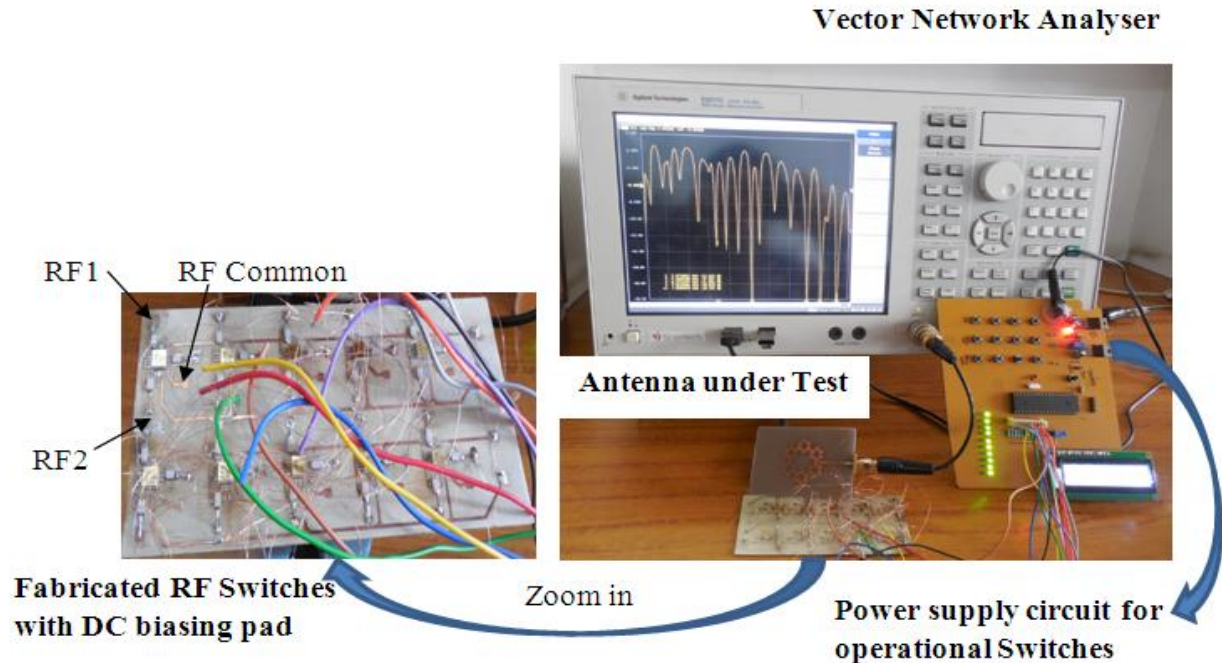 Vector Network Analyser
Agilent Technologies
RF1
RF Common
Antenna under Test
RF2
Fabricated RF Switches
with DC biasing pad
Zoom in
Power supply circuit for
operational Switches